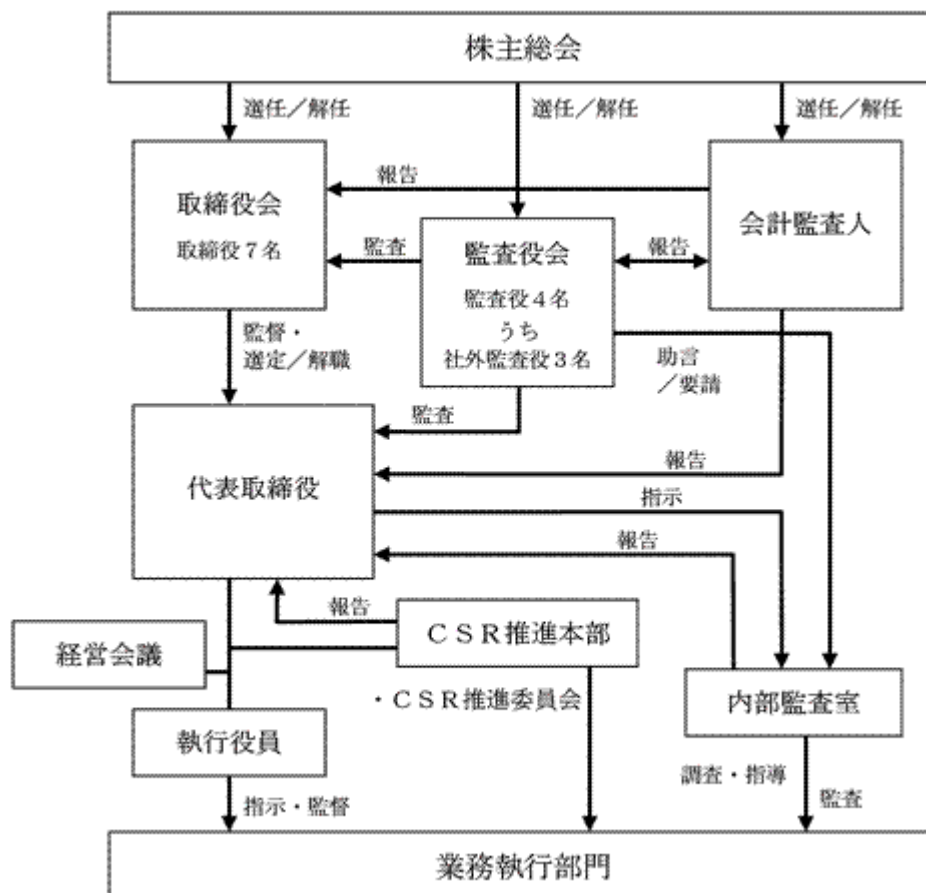 株主総会
選任／解任
選任／解任
選任／解任
取締役会
取締役７名
報告
会計監査人
監査
監査役会
監査役４名
うち
社外監査役３名
報告
監督・
選定／解職
助言
／要請
監査
代表取締役
報告
指示
報告
報告
ＣＳＲ推進本部
経営会議
・ＣＳＲ推進委員会
内部監査室
執行役員
調査・指導
指示・監督
監査
業務執行部門